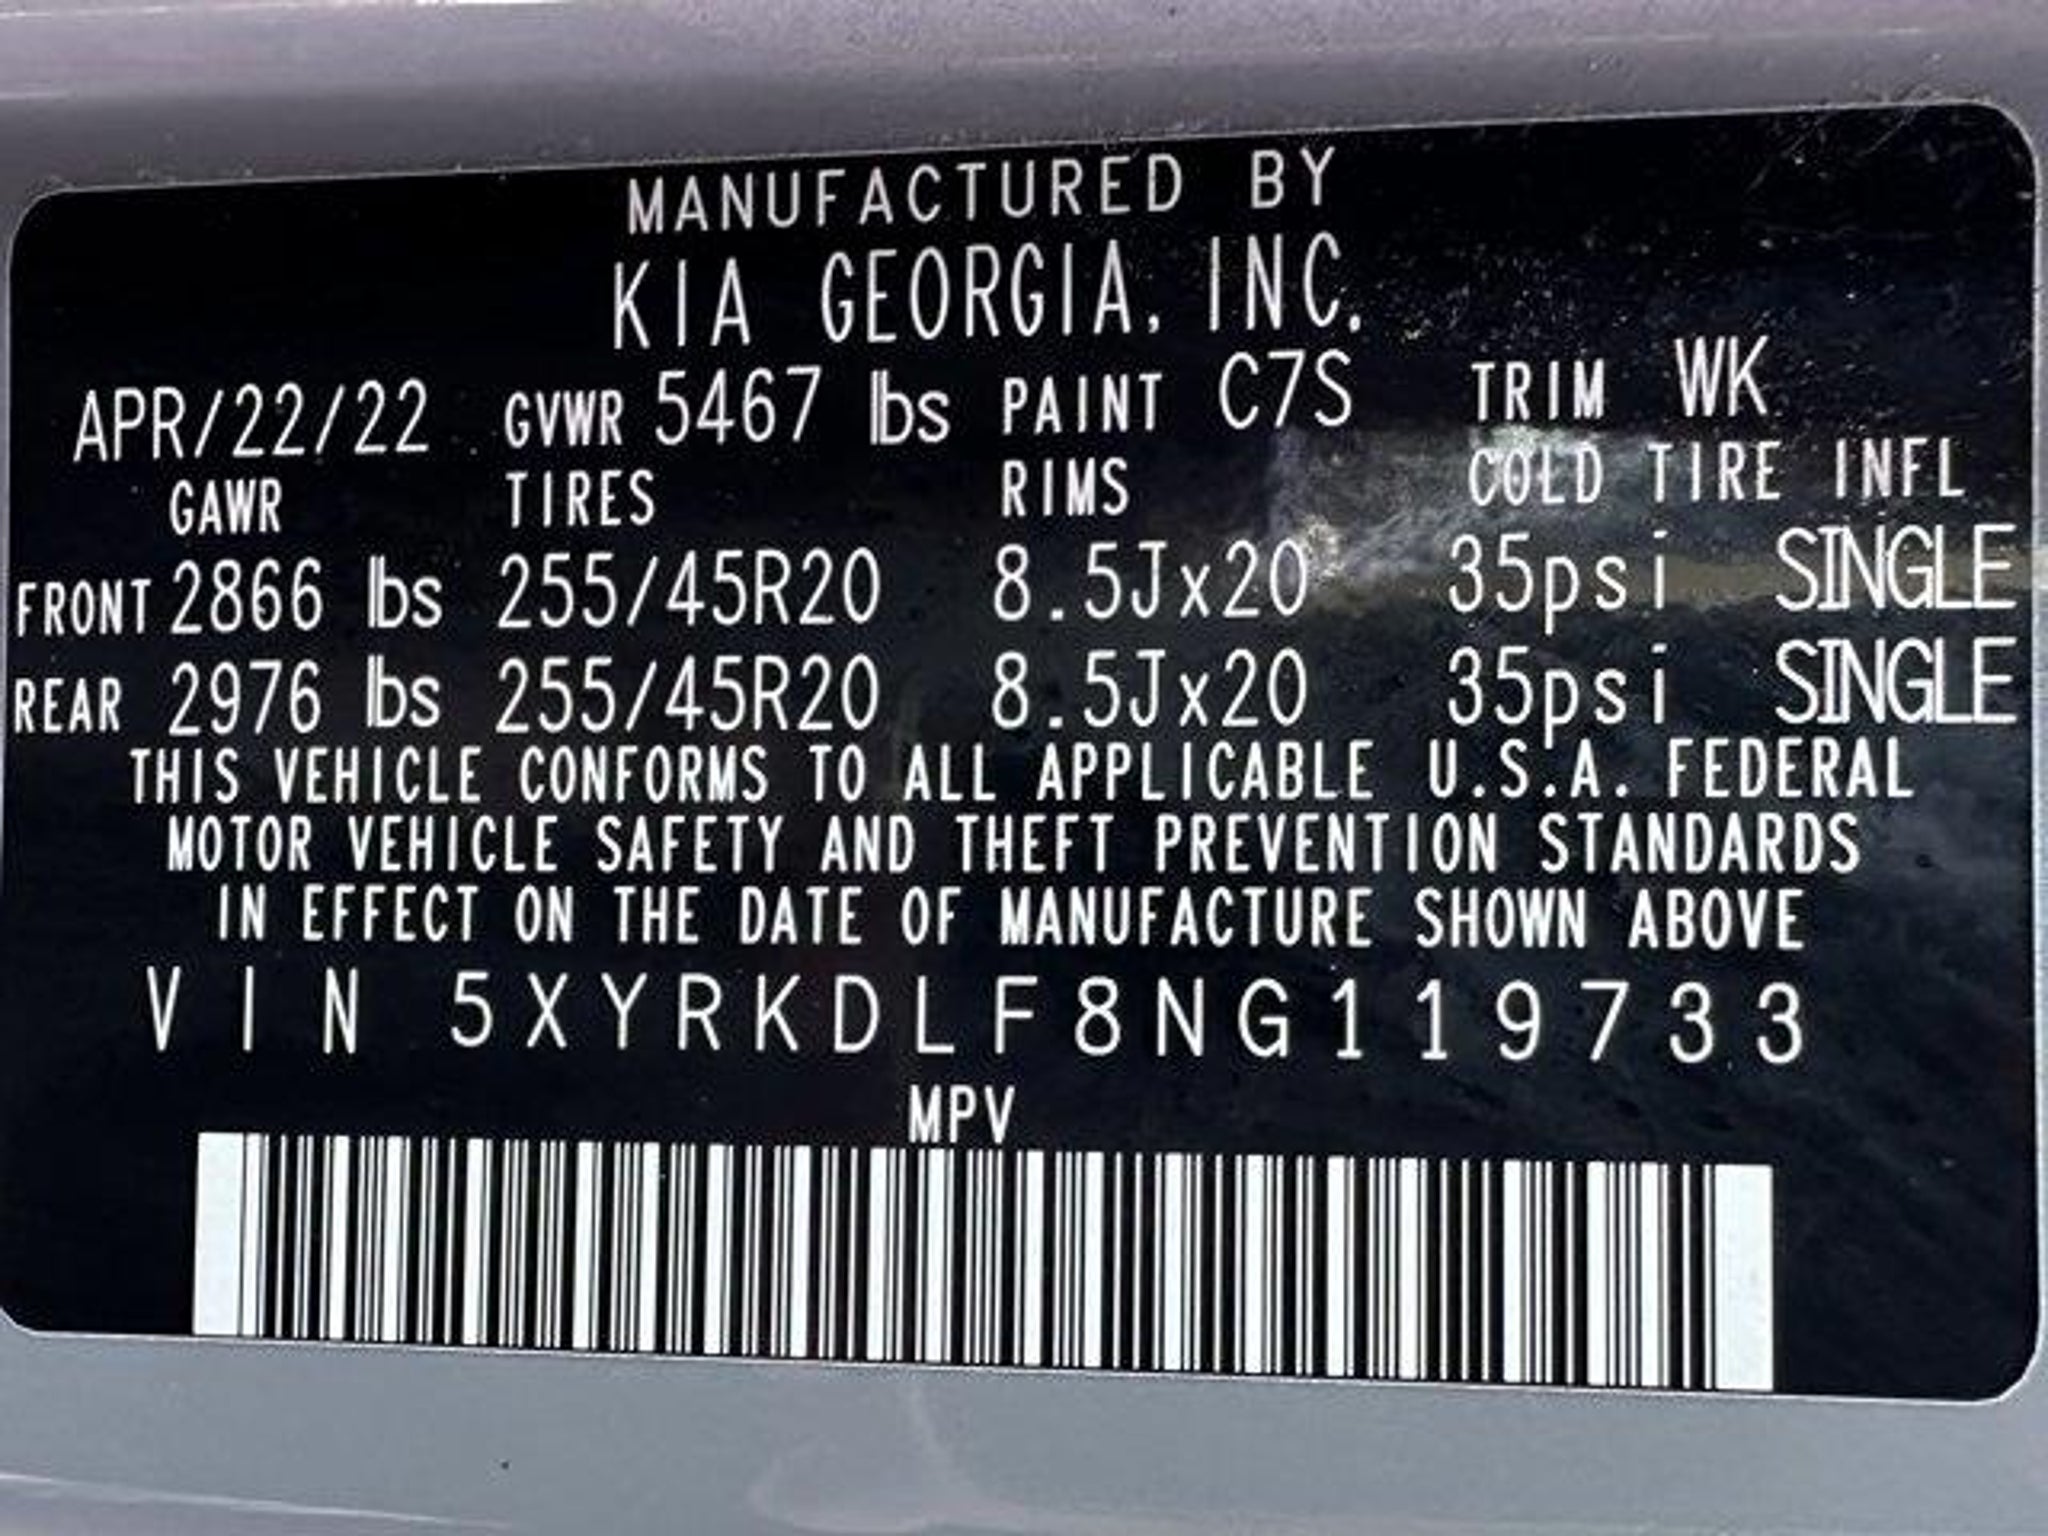 MANUFACTURED BY
KIA GEORGIA, INC.
APR/22/22 GVWR 5467 lbs PAINT C7S TRIM WK
GAWR TIRES RIMS COLD TIRE INFL
FRONT 2866 lbs 255/45R20 8.5Jx20 35psi SINGLE
REAR 2976 lbs 255/45R20 8.5Jx20 35psi SINGLE
THIS VEHICLE CONFORMS TO ALL APPLICABLE U.S.A. FEDERAL
MOTOR VEHICLE SAFETY AND THEFT PREVENTION STANDARDS
IN EFFECT ON THE DATE OF MANUFACTURE SHOWN ABOVE
VIN 5XYRKDLF8NG119733
MPV